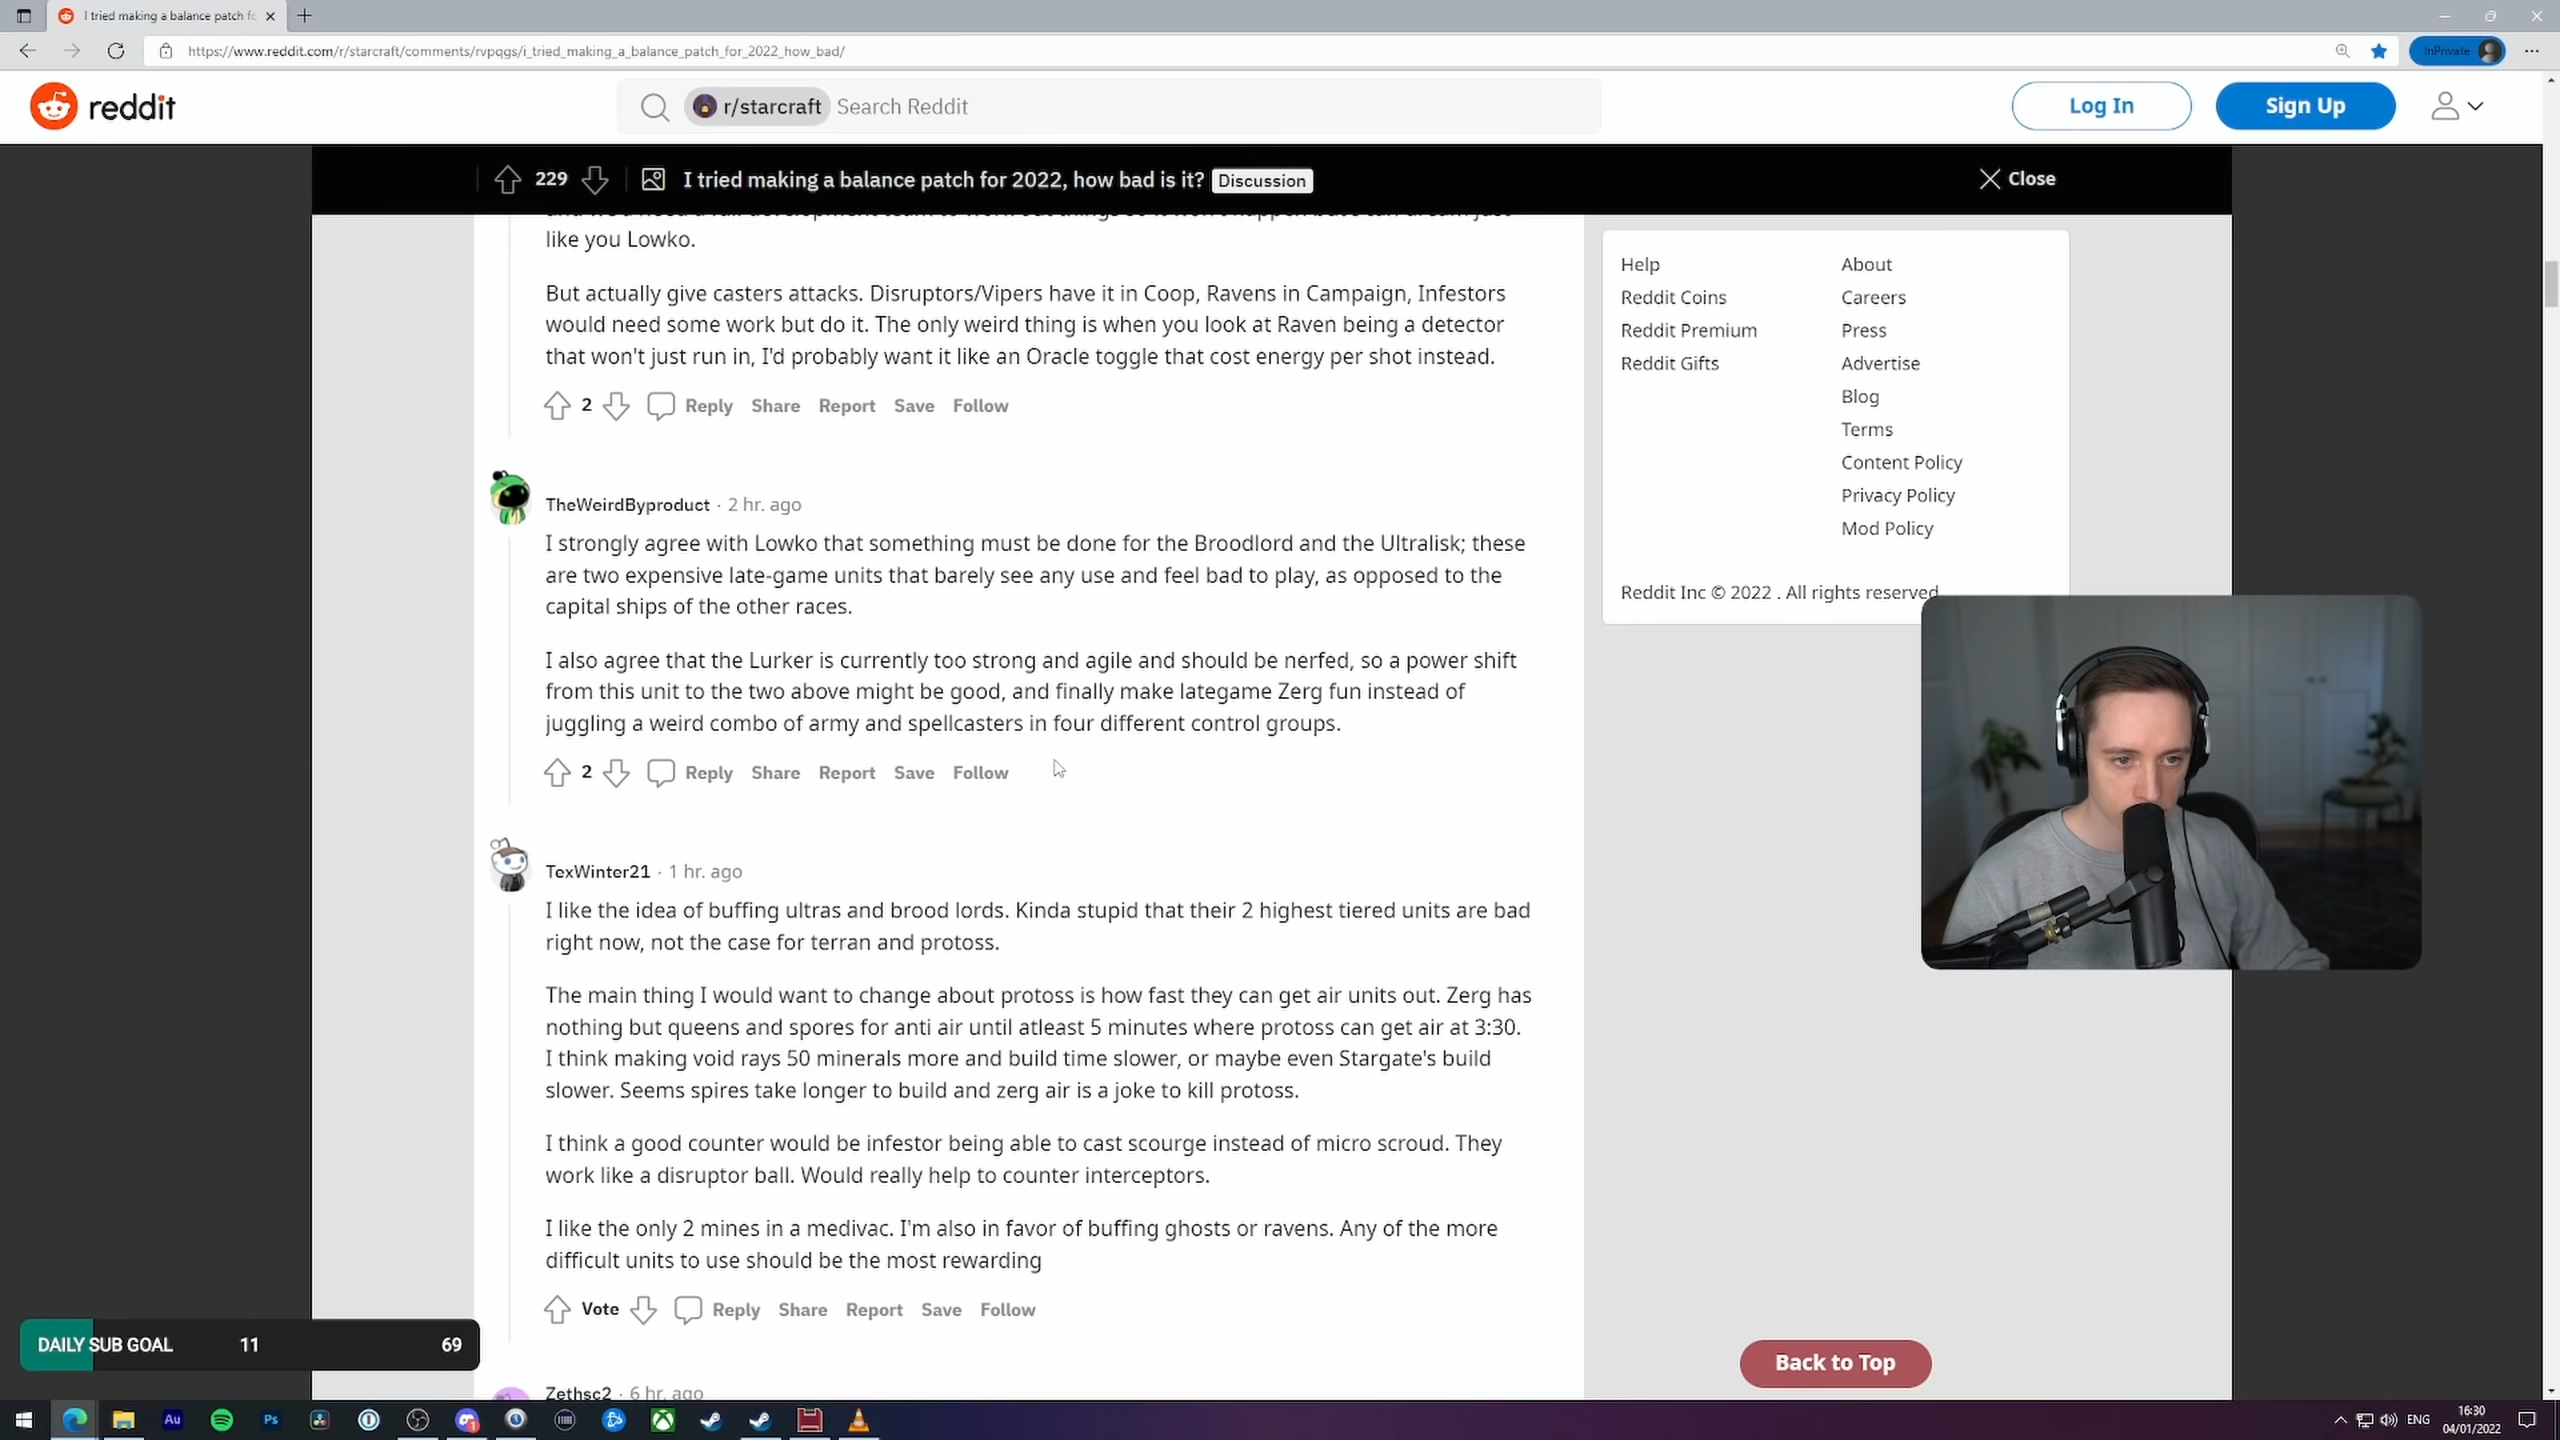 I tried making a balance patch fo
https://www.reddit.com/r/starcraft/comments/rvpqgs/i_tried_making_a_balance_patch_for_2022_how_bad/
InPrivate
reddit
r/starcraft
Search Reddit
Log In
Sign Up
229
I tried making a balance patch for 2022, how bad is it?
Discussion
Close
like you Lowko.
But actually give casters attacks. Disruptors/Vipers have it in Coop, Ravens in Campaign, Infestors
would need some work but do it. The only weird thing is when you look at Raven being a detector
that won't just run in, I'd probably want it like an Oracle toggle that cost energy per shot instead.
2
Reply
Share
Report
Save
Follow
TheWeirdByproduct · 2 hr. ago
I strongly agree with Lowko that something must be done for the Broodlord and the Ultralisk; these
are two expensive late-game units that barely see any use and feel bad to play, as opposed to the
capital ships of the other races.
I also agree that the Lurker is currently too strong and agile and should be nerfed, so a power shift
from this unit to the two above might be good, and finally make lategame Zerg fun instead of
juggling a weird combo of army and spellcasters in four different control groups.
2
Reply
Share
Report
Save
Follow
TexWinter21 · 1 hr. ago
I like the idea of buffing ultras and brood lords. Kinda stupid that their 2 highest tiered units are bad
right now, not the case for terran and protoss.
The main thing I would want to change about protoss is how fast they can get air units out. Zerg has
nothing but queens and spores for anti air until atleast 5 minutes where protoss can get air at 3:30.
I think making void rays 50 minerals more and build time slower, or maybe even Stargate's build
slower. Seems spires take longer to build and zerg air is a joke to kill protoss.
I think a good counter would be infestor being able to cast scourge instead of micro scroud. They
work like a disruptor ball. Would really help to counter interceptors.
I like the only 2 mines in a medivac. I'm also in favor of buffing ghosts or ravens. Any of the more
difficult units to use should be the most rewarding
Vote
Reply
Share
Report
Save
Follow
Zethsc2 · 6 hr. ago
Help
Reddit Coins
Reddit Premium
Reddit Gifts
About
Careers
Press
Advertise
Blog
Terms
Content Policy
Privacy Policy
Mod Policy
Reddit Inc © 2022 . All rights reserved
Back to Top
DAILY SUB GOAL
11
69
Au
Ps
ENG
16:30
04/01/2022